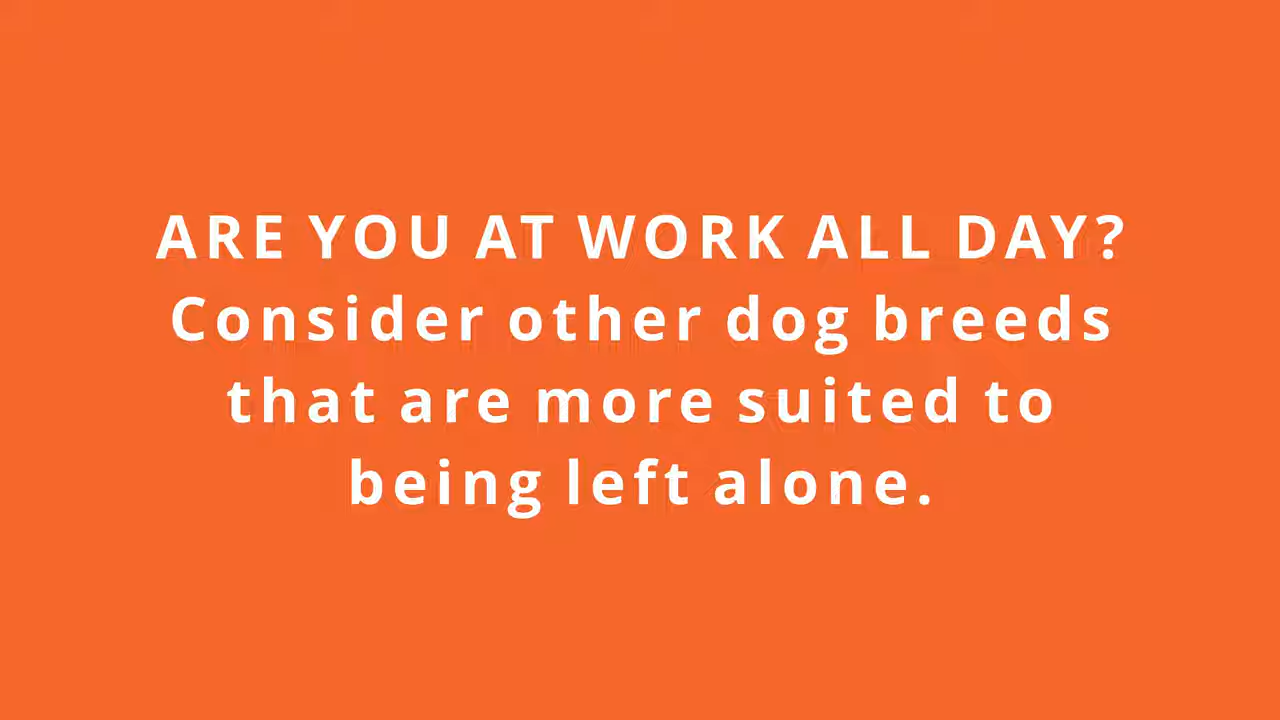 ARE YOU AT WORK ALL DAY?
Consider other dog breeds
that are more suited to
being left alone.